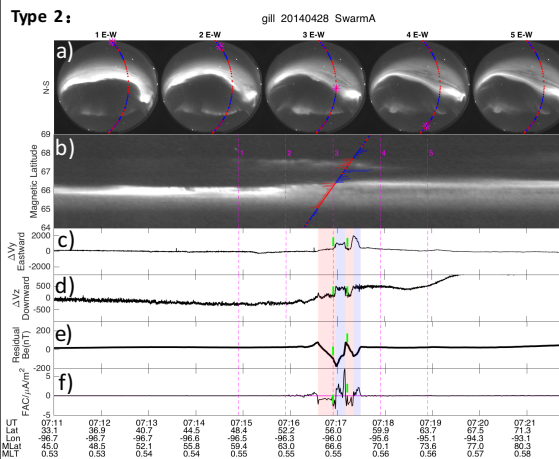 Type 2:
gill 20140428 SwarmA
1 E-W 2 E-W 3 E-W 4 E-W 5 E-W
a)
N-S
b)
Magnetic Latitude
69
68
67
66
65
64
1 2 3 4 5
c)
ΔVy
Eastward
2000
0
-2000
d)
ΔVz
Downward
500
0
-500
e)
Residual
Be(nT)
200
0
-200
f)
FAC/μA/m²
5
0
-5
UT 07:11 07:12 07:13 07:14 07:15 07:16 07:17 07:18 07:19 07:20 07:21
Lat 33.1 36.9 40.7 44.5 48.4 52.2 56.0 59.9 63.7 67.5 71.3
Lon -96.7 -96.7 -96.7 -96.6 -96.5 -96.3 -96.0 -95.6 -95.1 -94.3 -93.1
MLat 45.0 48.5 52.1 55.8 59.4 63.0 66.6 70.1 73.6 77.0 80.3
MLT 0.53 0.53 0.54 0.54 0.55 0.55 0.55 0.56 0.56 0.57 0.58